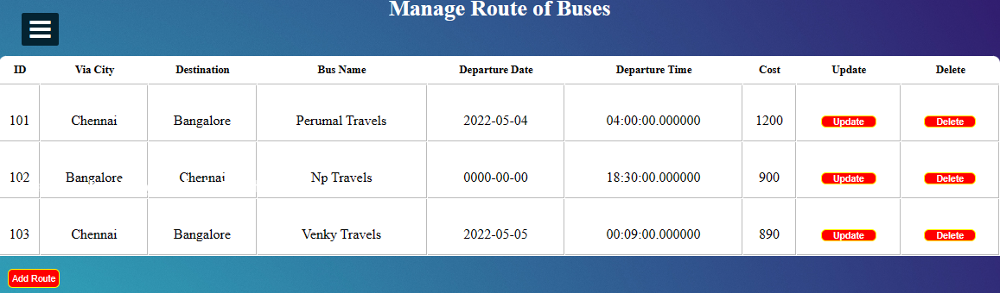 Manage Route of Buses
ID Via City Destination Bus Name Departure Date Departure Time Cost Update Delete
101 Chennai Bangalore Perumal Travels 2022-05-04 04:00:00.000000 1200 Update Delete
102 Bangalore Chennai Np Travels 0000-00-00 18:30:00.000000 900 Update Delete
103 Chennai Bangalore Venky Travels 2022-05-05 00:09:00.000000 890 Update Delete
Add Route